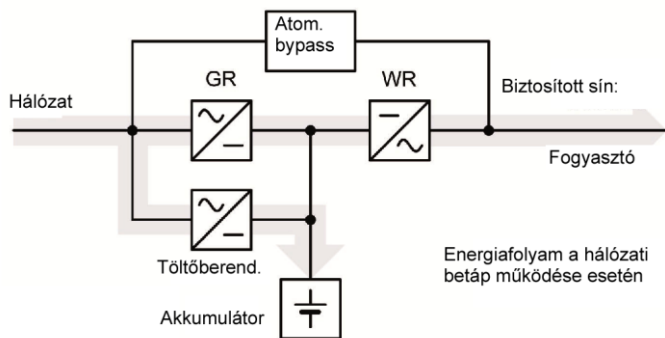 Atom.
bypass
GR
WR
Biztosított sín:
Hálózat
Fogyasztó
Töltőberend.
Energiafolyam a hálózati
betáp működése esetén
Akkumulátor